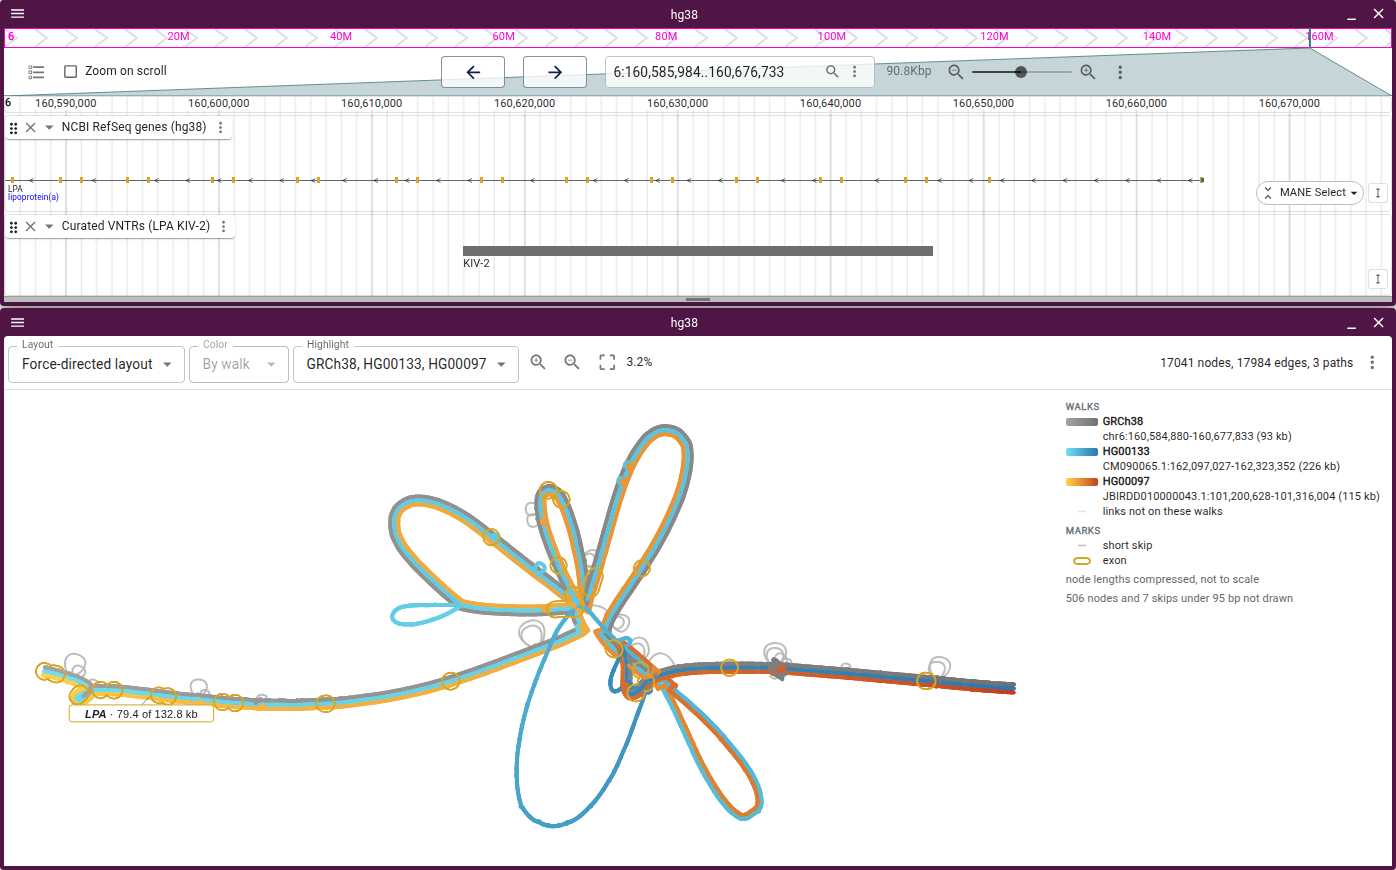 hg38
6 20M 40M 60M 80M 100M 120M 140M 160M
Zoom on scroll
6:160,585,984..160,676,733
90.8Kbp
6 160,590,000 160,600,000 160,610,000 160,620,000 160,630,000 160,640,000 160,650,000 160,660,000 160,670,000
NCBI RefSeq genes (hg38)
LPA
lipoprotein(a)
MANE Select
Curated VNTRs (LPA KIV-2)
KIV-2
hg38
Layout
Force-directed layout
Color
By walk
Highlight
GRCh38, HG00133, HG00097
3.2%
17041 nodes, 17984 edges, 3 paths
WALKS
GRCh38
chr6:160,584,880-160,677,833 (93 kb)
HG00133
CM090065.1:162,097,027-162,323,352 (226 kb)
HG00097
JBIRDD010000043.1:101,200,628-101,316,004 (115 kb)
links not on these walks
MARKS
short skip
exon
node lengths compressed, not to scale
506 nodes and 7 skips under 95 bp not drawn
LPA · 79.4 of 132.8 kb